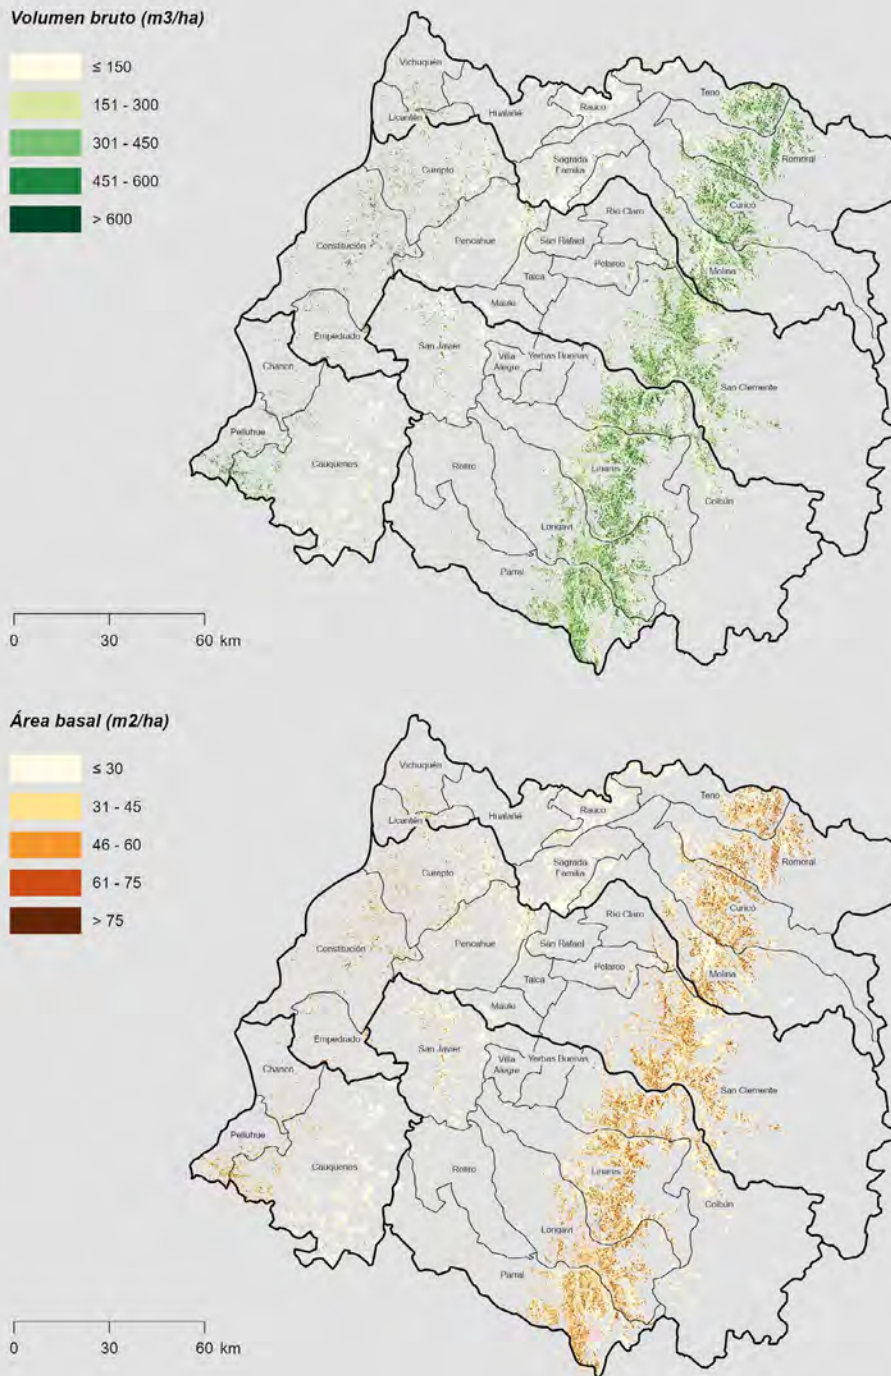 Volumen bruto (m3/ha)
≤ 150
151 - 300
301 - 450
451 - 600
> 600
Vichuquén
Licantén
Hualañé
Rauco
Teno
Romeral
Sagrada
Familia
Curepto
Curicó
Río Claro
Constitución
Pencahue
San Rafael
Pelarco
Molina
Talca
Maule
Empedrado
San Javier
Villa
Alegre
Yerbas Buenas
San Clemente
Chanco
Pelluhue
Cauquenes
Retiro
Linares
Colbún
Longaví
Parral
0 30 60 km
Área basal (m2/ha)
≤ 30
31 - 45
46 - 60
61 - 75
> 75
Vichuquén
Licantén
Hualañé
Rauco
Teno
Romeral
Sagrada
Familia
Curepto
Curicó
Río Claro
Constitución
Pencahue
San Rafael
Pelarco
Molina
Talca
Maule
Empedrado
San Javier
Villa
Alegre
Yerbas Buenas
San Clemente
Chanco
Pelluhue
Cauquenes
Retiro
Linares
Colbún
Longaví
Parral
0 30 60 km